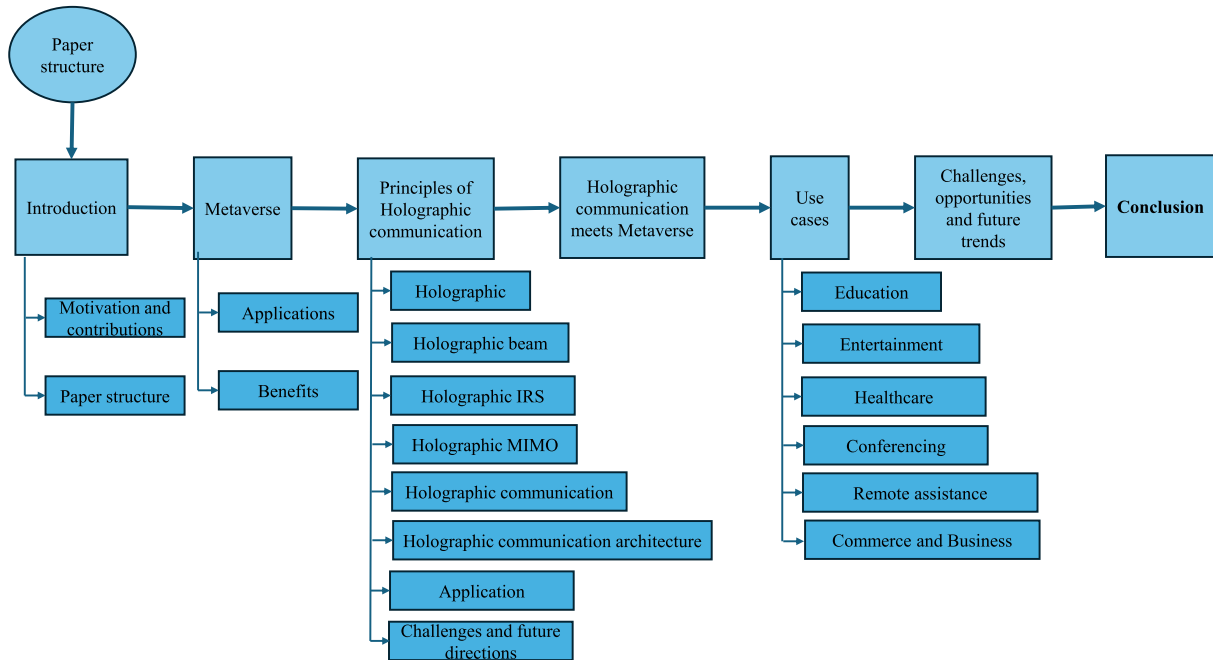 Paper
structure
Introduction
Metaverse
Principles of
Holographic
communication
Holographic
communication
meets Metaverse
Use
cases
Challenges,
opportunities
and future
trends
Conclusion
Motivation and
contributions
Paper structure
Applications
Benefits
Holographic
Holographic beam
Holographic IRS
Holographic MIMO
Holographic communication
Holographic communication architecture
Application
Challenges and future
directions
Education
Entertainment
Healthcare
Conferencing
Remote assistance
Commerce and Business